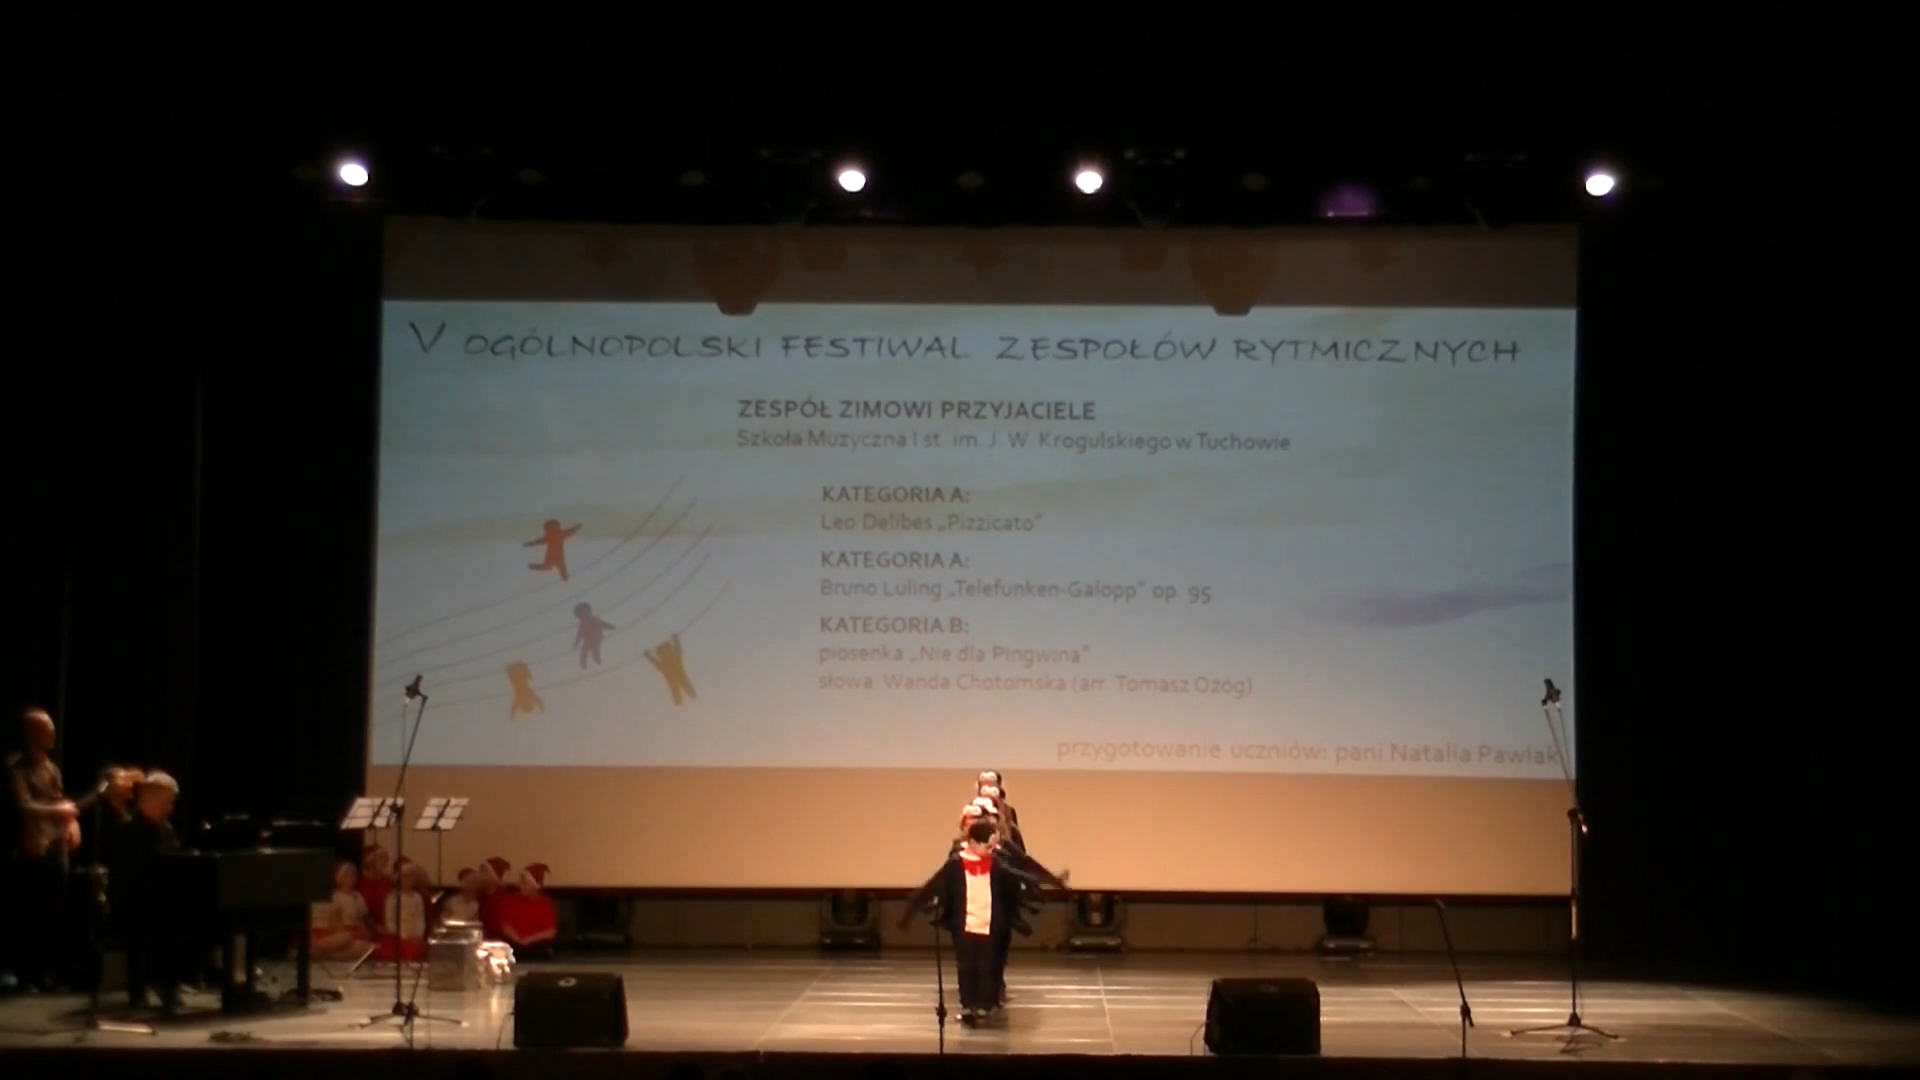 V OGÓLNOPOLSKI FESTIWAL ZESPOŁÓW RYTMICZNYCH
ZESPÓŁ ZIMOWI PRZYJACIELE
Szkoła Muzyczna I st. im. J. W. Krogulskiego w Tuchowie
KATEGORIA A:
Leo Delibes „Pizzicato"
KATEGORIA A:
Bruno Luling „Telefunken-Galopp" op. 95
KATEGORIA B:
piosenka „Nie dla Pingwina"
słowa: Wanda Chotomska (arr. Tomasz Ożóg)
przygotowanie uczniów: pani Natalia Pawlak